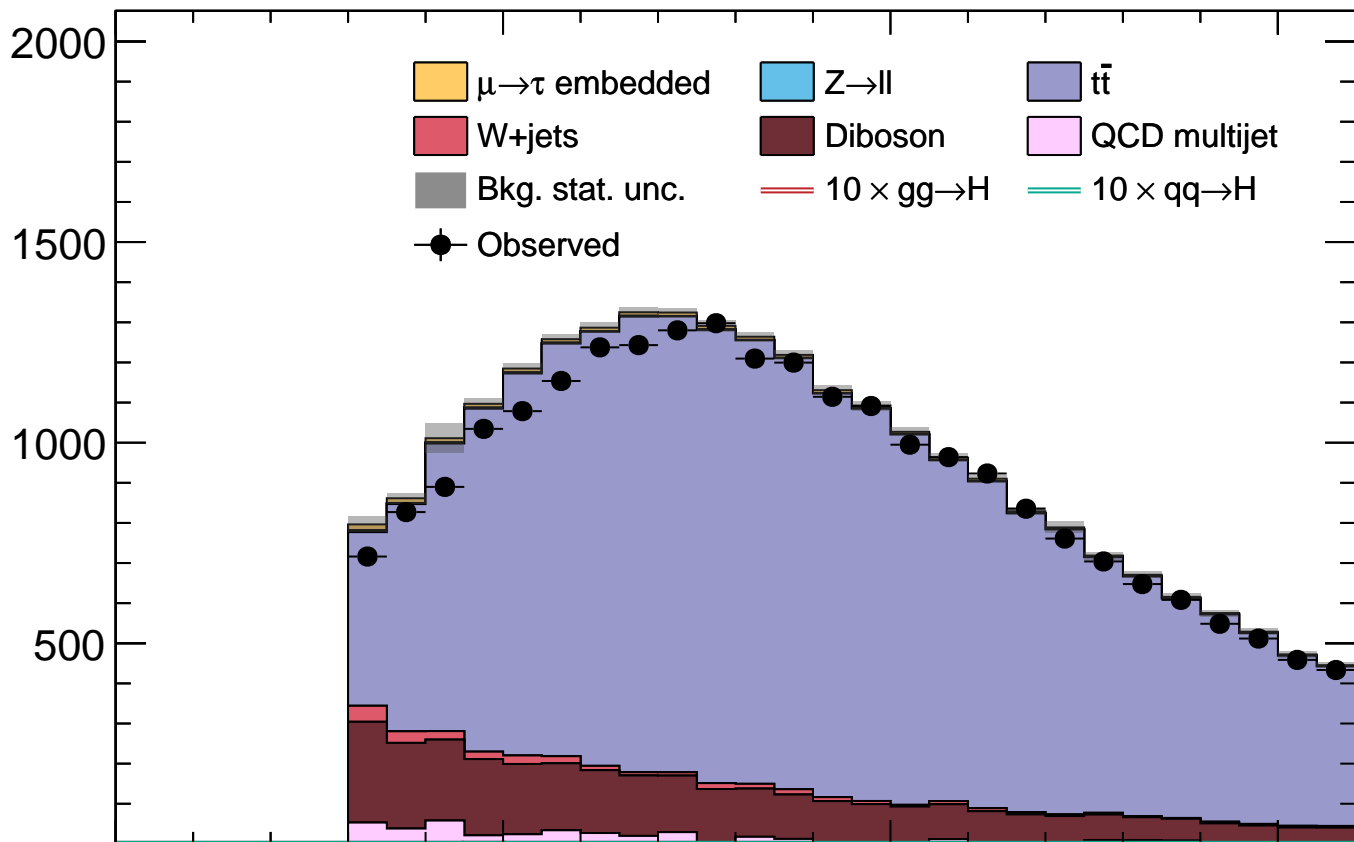 2000
μ→τ embedded Z→ll tt̄
W+jets Diboson QCD multijet
Bkg. stat. unc. 10 × gg→H 10 × qq→H
1500
Observed
1000
500